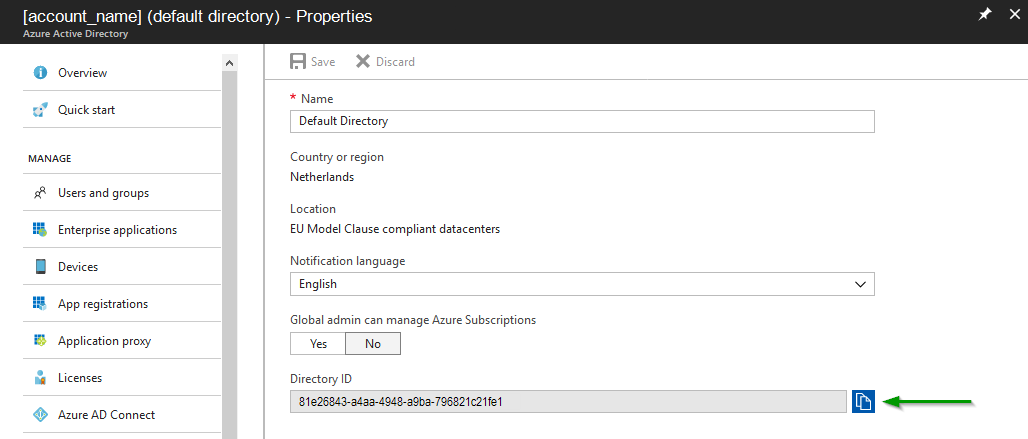 [account_name] (default directory) - Properties
Azure Active Directory
Overview
Quick start
MANAGE
Users and groups
Enterprise applications
Devices
App registrations
Application proxy
Licenses
Azure AD Connect
Save Discard
* Name
Default Directory
Country or region
Netherlands
Location
EU Model Clause compliant datacenters
Notification language
English
Global admin can manage Azure Subscriptions
Yes No
Directory ID
81e26843-a4aa-4948-a9ba-796821c21fe1